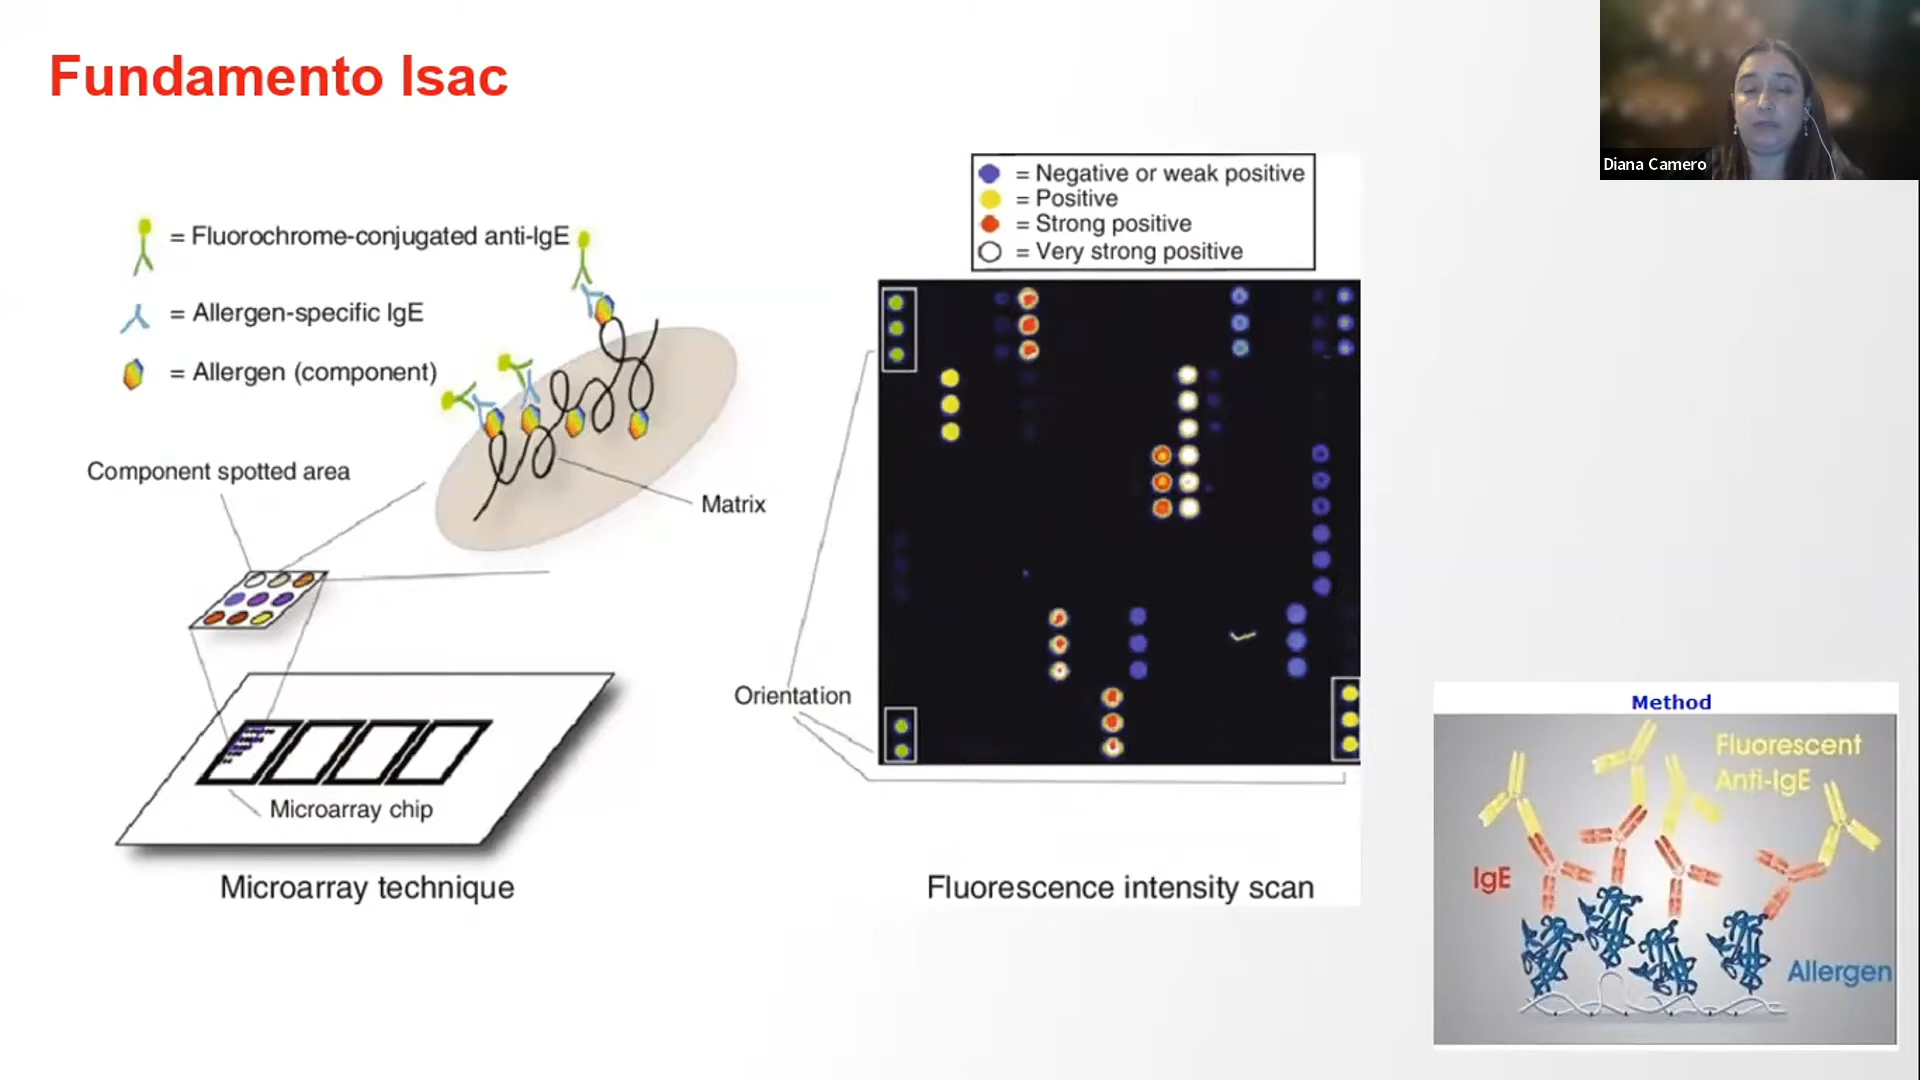 Fundamento Isac
Diana Camero
= Negative or weak positive
= Positive
= Strong positive
= Very strong positive
= Fluorochrome-conjugated anti-IgE
= Allergen-specific IgE
= Allergen (component)
Component spotted area
Matrix
Orientation
Microarray chip
Microarray technique
Fluorescence intensity scan
Method
Fluorescent
Anti-IgE
IgE
Allergen